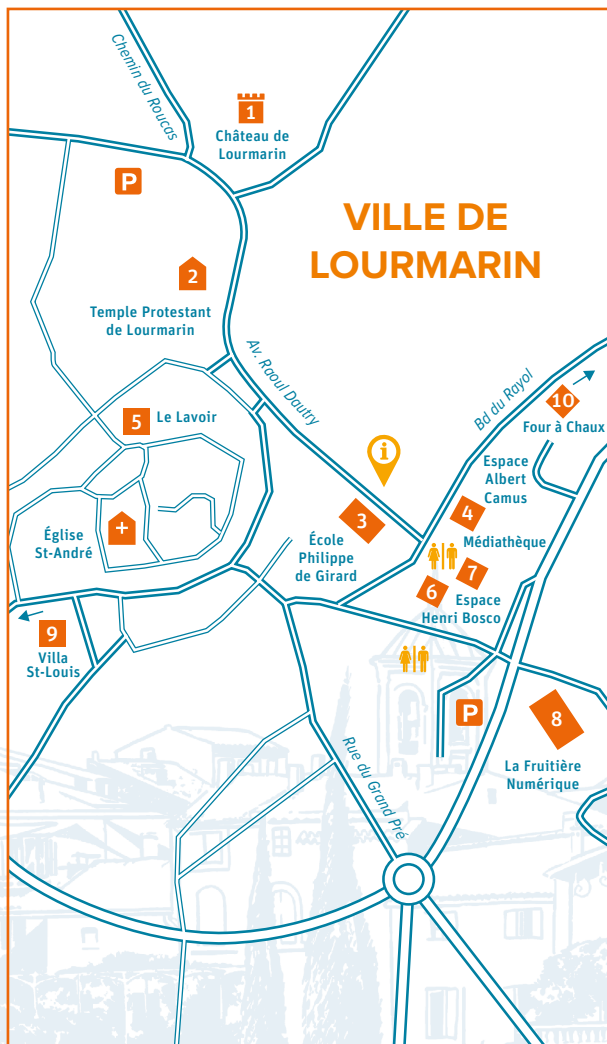 Chemin du Roucas
1
Château de
Lourmarin
P
VILLE DE
LOURMARIN
2
Temple Protestant
de Lourmarin
Av. Raoul Dautry
Bd du Rayol
10
Four à Chaux
5
Le Lavoir
i
Espace
Albert
Camus
3
4
Église
St-André
École
Philippe
de Girard
Médiathèque
7
6
Espace
Henri Bosco
9
Villa
St-Louis
P
8
La Fruitière
Numérique
Rue du Grand Pré